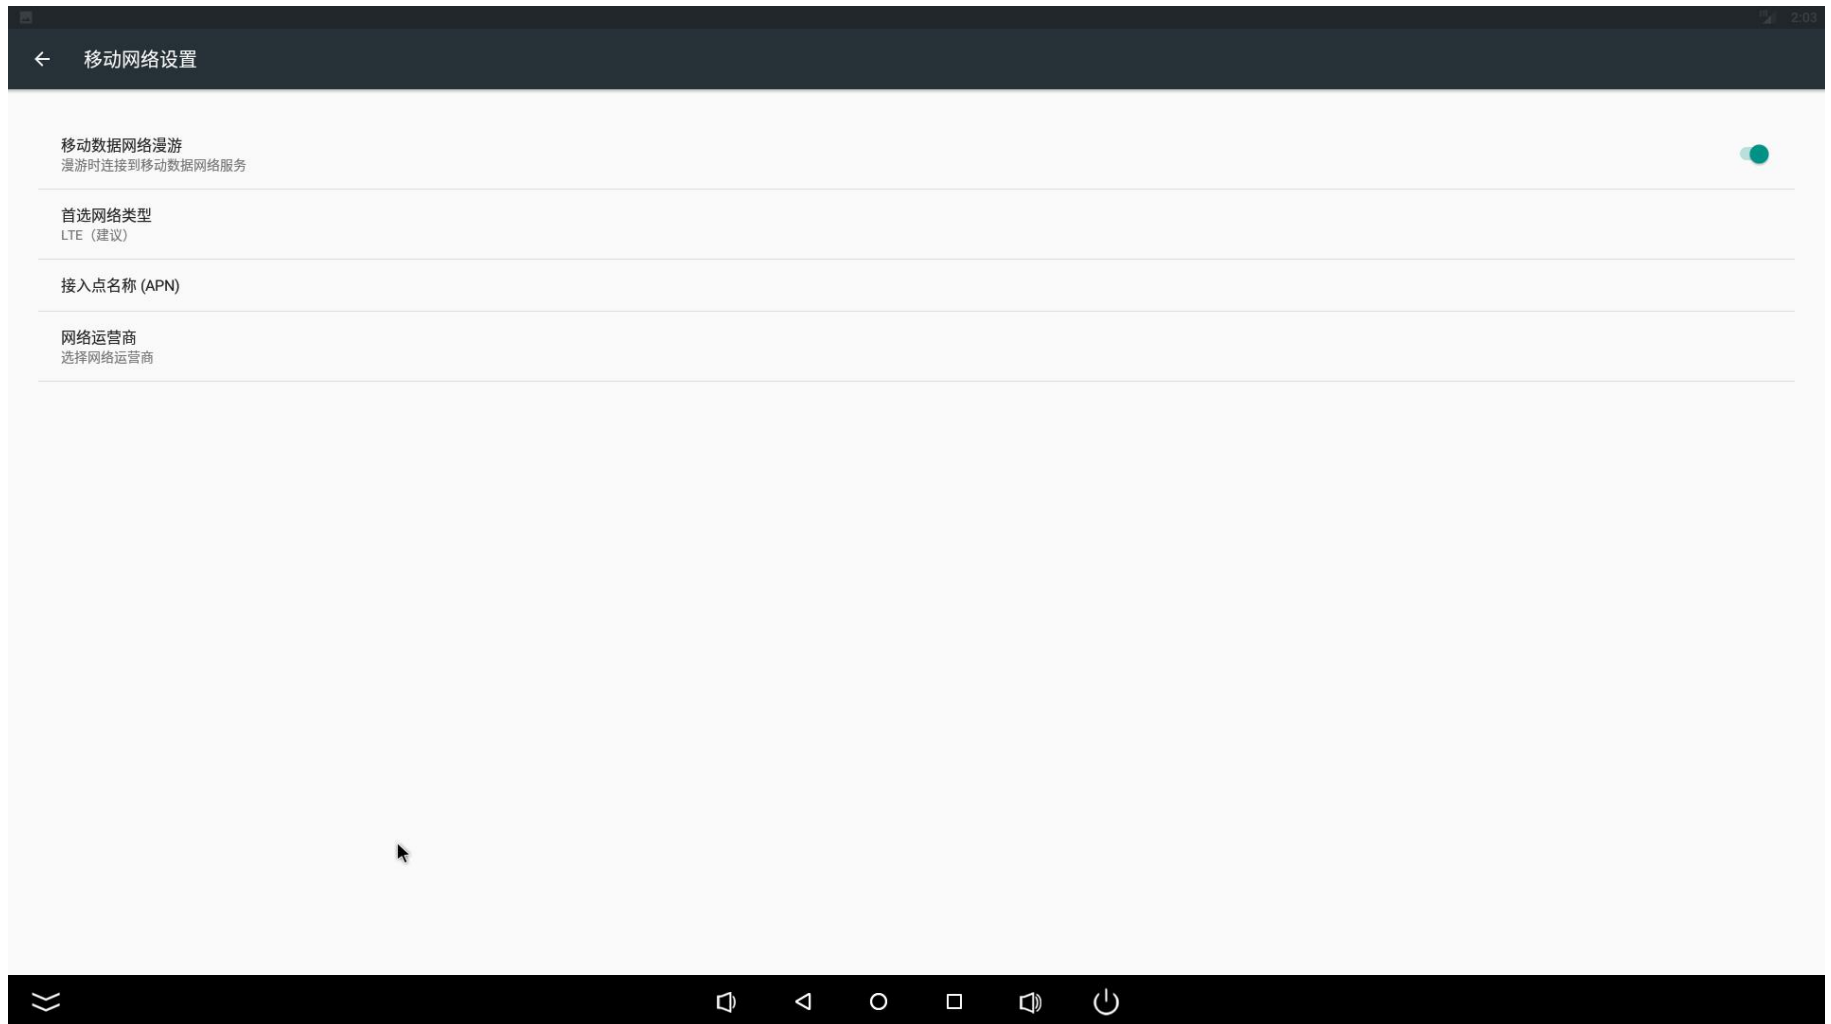 2:03
移动网络设置
移动数据网络漫游
漫游时连接到移动数据网络服务
首选网络类型
LTE（建议）
接入点名称 (APN)
网络运营商
选择网络运营商